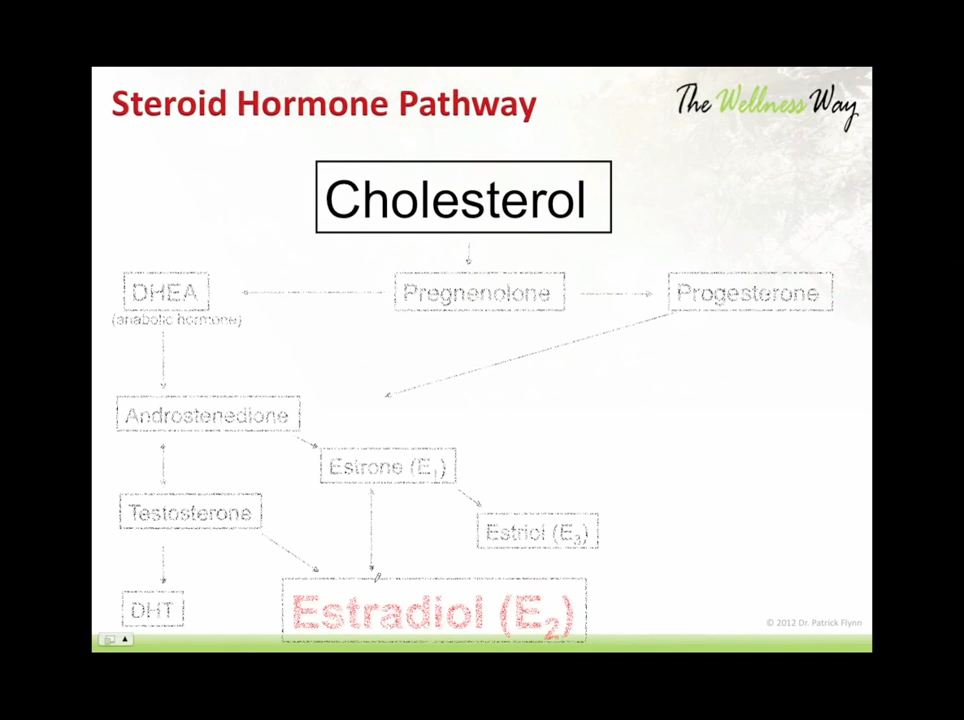 Steroid Hormone Pathway
The Wellness Way
Cholesterol
DHEA
(anabolic hormone)
Pregnenolone
Progesterone
Androstenedione
Estrone (E1)
Testosterone
Estriol (E3)
DHT
Estradiol (E2)
© 2012 Dr. Patrick Flynn